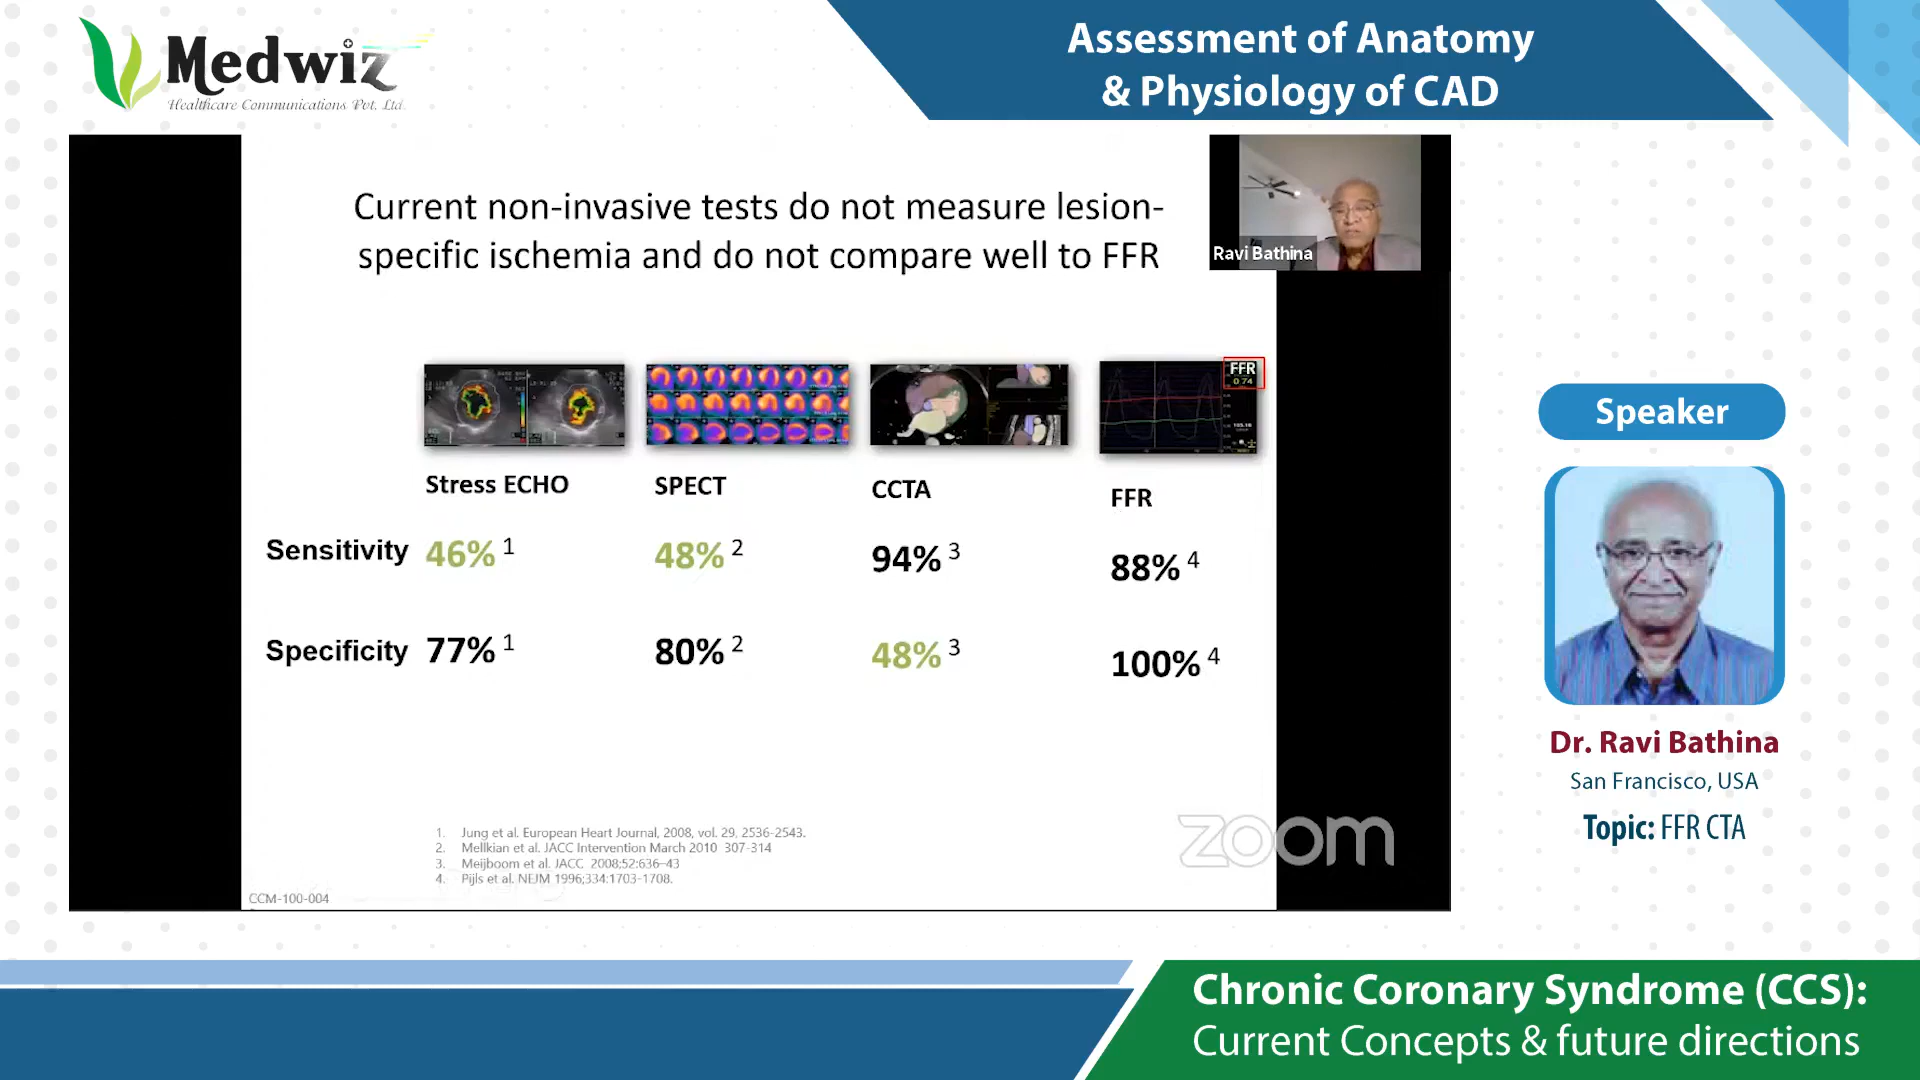 Medwiz
Healthcare Communications Pvt. Ltd.
Assessment of Anatomy
& Physiology of CAD
Current non-invasive tests do not measure lesion-
specific ischemia and do not compare well to FFR
Ravi Bathina
FFR
0.74
Stress ECHO
SPECT
CCTA
FFR
Sensitivity 46% 1 48% 2 94% 3 88% 4
Specificity 77% 1 80% 2 48% 3 100% 4
1. Jung et al. European Heart Journal, 2008, vol. 29, 2536-2543.
2. Mellkian et al. JACC Intervention March 2010 307-314
3. Meijboom et al. JACC 2008;52:636–43
4. Pijls et al. NEJM 1996;334:1703-1708.
CCM-100-004
zoom
Speaker
Dr. Ravi Bathina
San Francisco, USA
Topic: FFR CTA
Chronic Coronary Syndrome (CCS):
Current Concepts & future directions